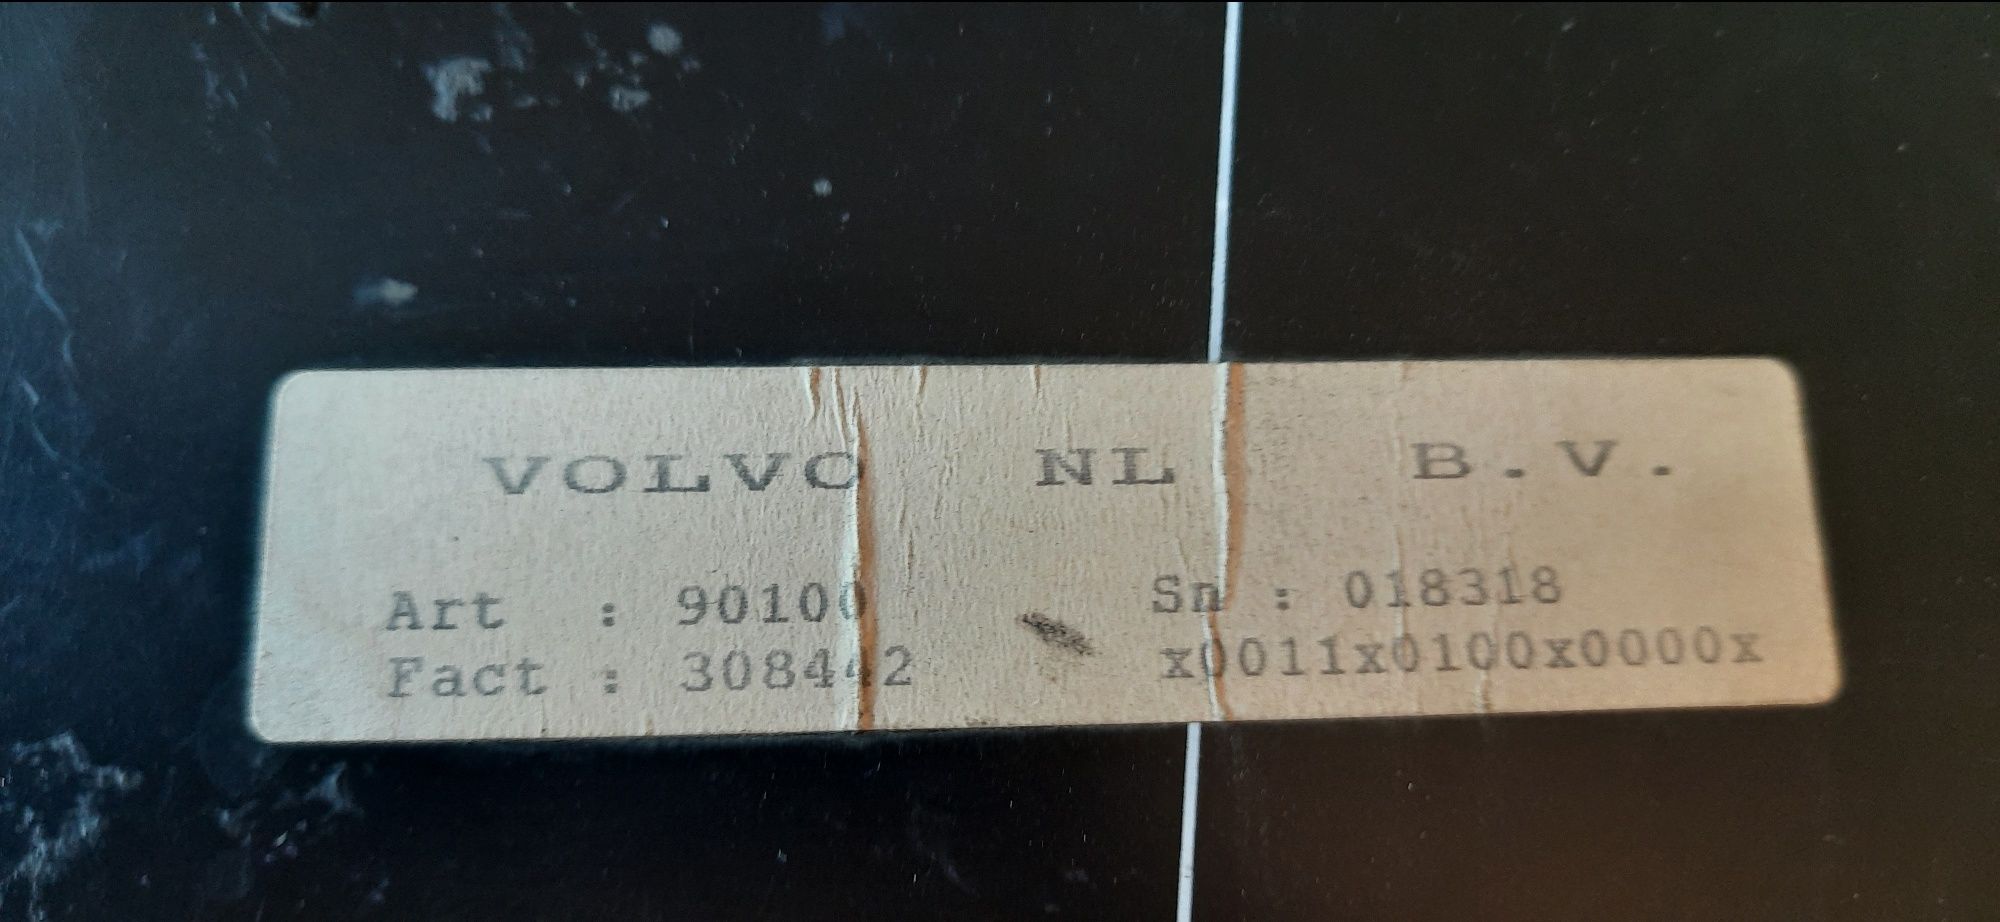 VOLVO NL B.V.
Art : 90100 Sn : 018318
Fact : 308442 x0011x0100x0000x